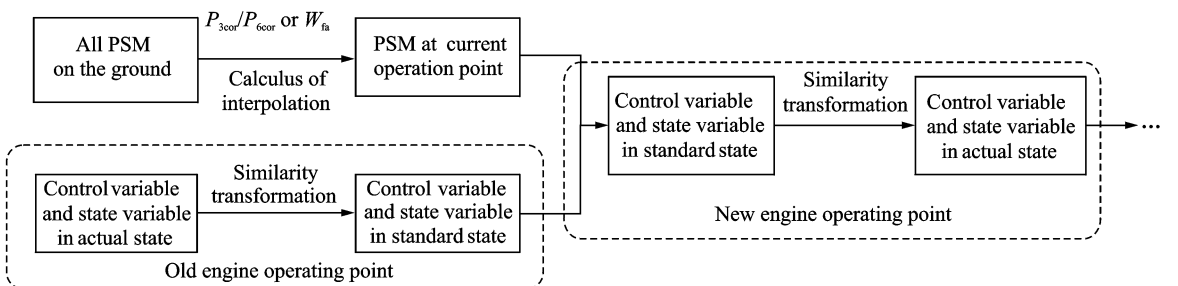 All PSM
on the ground
P3cor/P6cor or Wfa
Calculus of
interpolation
PSM at current
operation point
Control variable
and state variable
in actual state
Similarity
transformation
Control variable
and state variable
in standard state
Old engine operating point
Control variable
and state variable
in standard state
Similarity
transformation
Control variable
and state variable
in actual state
...
New engine operating point